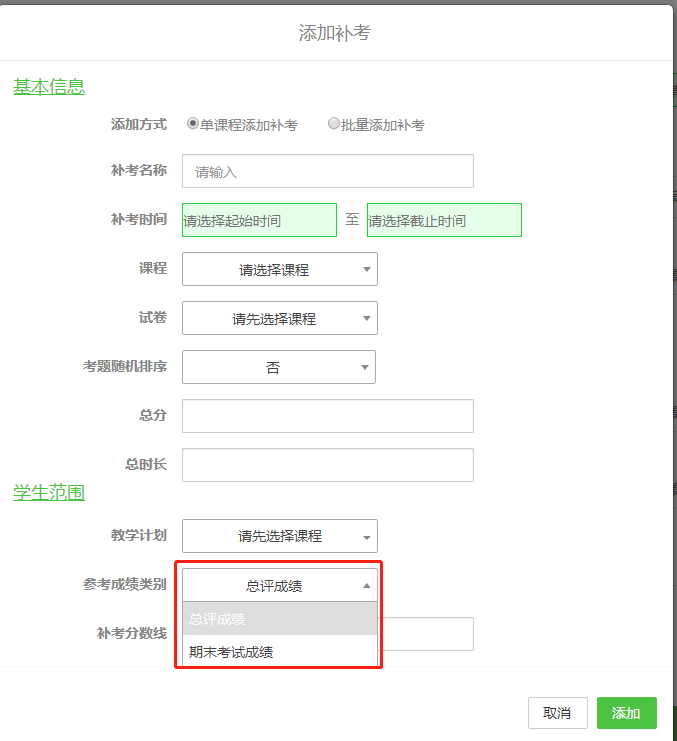 添加补考
基本信息
添加方式 单课程添加补考 批量添加补考
补考名称 请输入
补考时间 请选择起始时间 至 请选择截止时间
课程 请选择课程
试卷 请先选择课程
考题随机排序 否
总分
总时长
学生范围
教学计划 请先选择课程
参考成绩类别 总评成绩
总评成绩
补考分数线
期末考试成绩
取消 添加